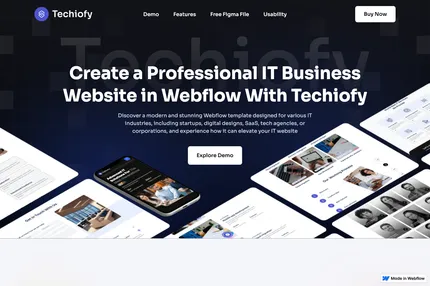 Techiofy
Demo
Features
Free Figma File
Usability
Buy Now
Techiofy
Create a Professional IT Business
Website in Webflow With Techiofy
Discover a modern and stunning Webflow template designed for various IT
industries, including startups, digital designs, SaaS, tech agencies, or
corporations, and experience how it can elevate your IT website
Explore Demo
Made in Webflow